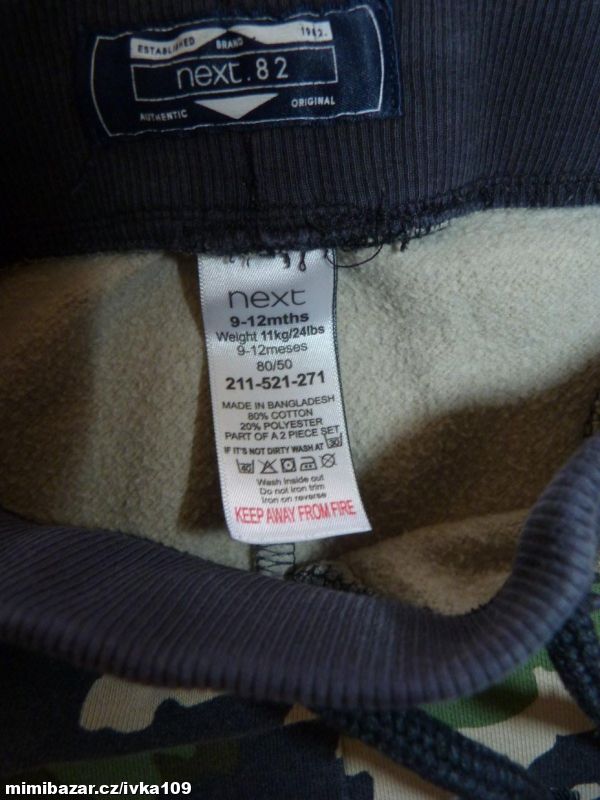 ESTABLISHED BRAND 1982.
next.82
AUTHENTIC ORIGINAL
next
9-12mths
Weight 11kg/24lbs
9-12meses
80/50
211-521-271
MADE IN BANGLADESH
80% COTTON
20% POLYESTER
PART OF A 2 PIECE SET
IF IT'S NOT DIRTY WASH AT 30
40
Wash inside out
Do not iron trim
Iron on reverse
KEEP AWAY FROM FIRE
mimibazar.cz/ivka109